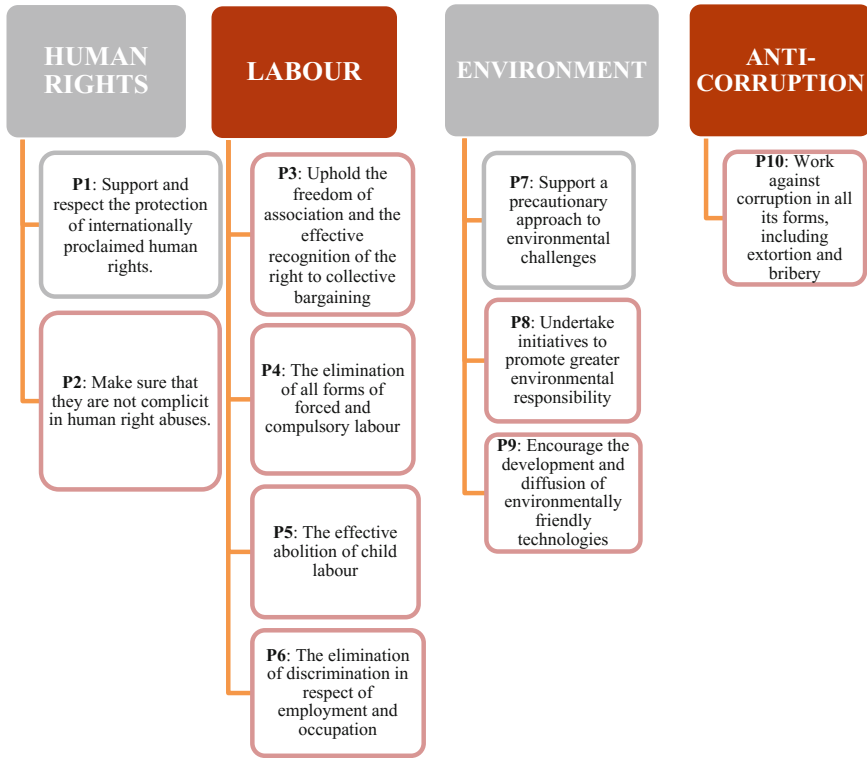 HUMAN
RIGHTS
P1: Support and
respect the protection
of internationally
proclaimed human
rights.
P2: Make sure that
they are not complicit
in human right abuses.
LABOUR
P3: Uphold the
freedom of
association and the
effective
recognition of the
right to collective
bargaining
P4: The elimination
of all forms of
forced and
compulsory labour
P5: The effective
abolition of child
labour
P6: The elimination
of discrimination in
respect of
employment and
occupation
ENVIRONMENT
P7: Support a
precautionary
approach to
environmental
challenges
P8: Undertake
initiatives to
promote greater
environmental
responsibility
P9: Encourage the
development and
diffusion of
environmentally
friendly
technologies
ANTI-
CORRUPTION
P10: Work
against
corruption in all
its forms,
including
extortion and
bribery